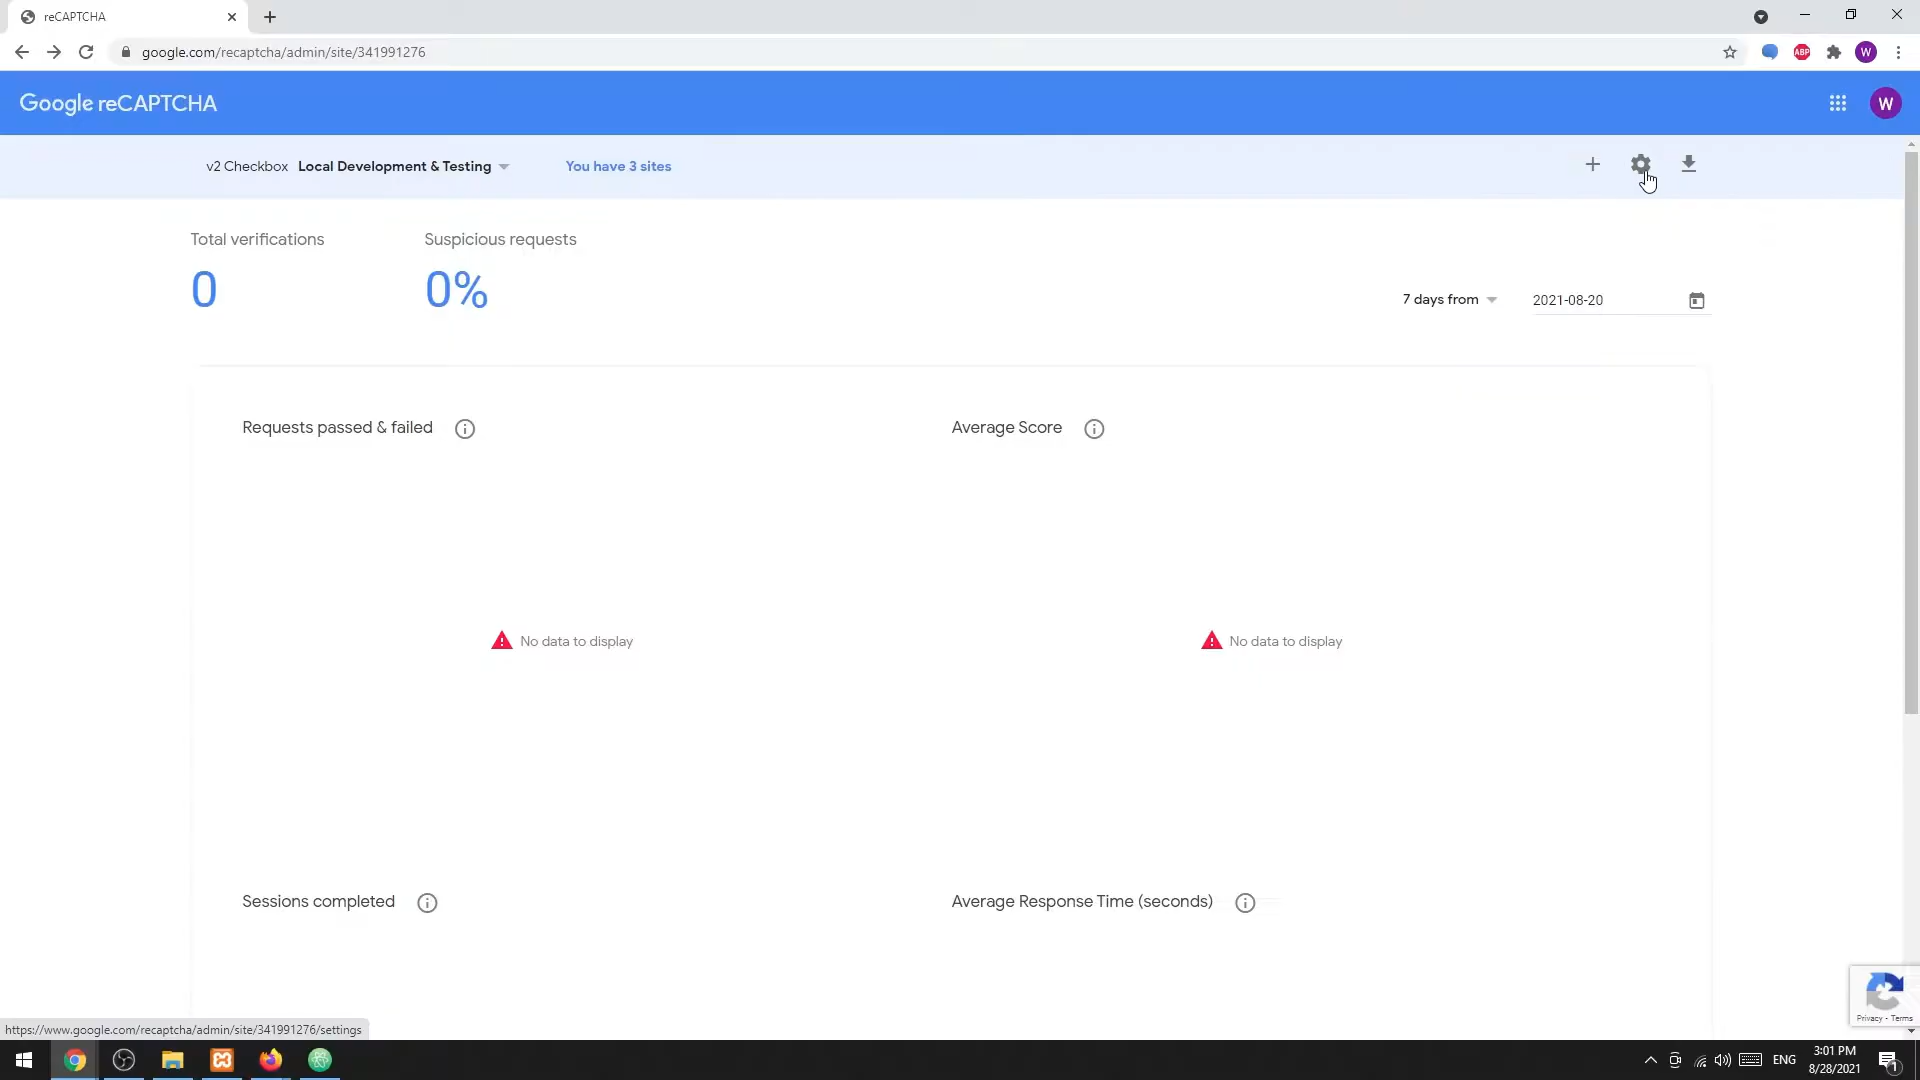 reCAPTCHA
google.com/recaptcha/admin/site/341991276
ABP
W
Google reCAPTCHA
W
v2 Checkbox Local Development & Testing
You have 3 sites
Total verifications
Suspicious requests
0
0%
7 days from
2021-08-20
Requests passed & failed
Average Score
No data to display
No data to display
Sessions completed
Average Response Time (seconds)
Privacy - Terms
https://www.google.com/recaptcha/admin/site/341991276/settings
ENG
3:01 PM
8/28/2021
1